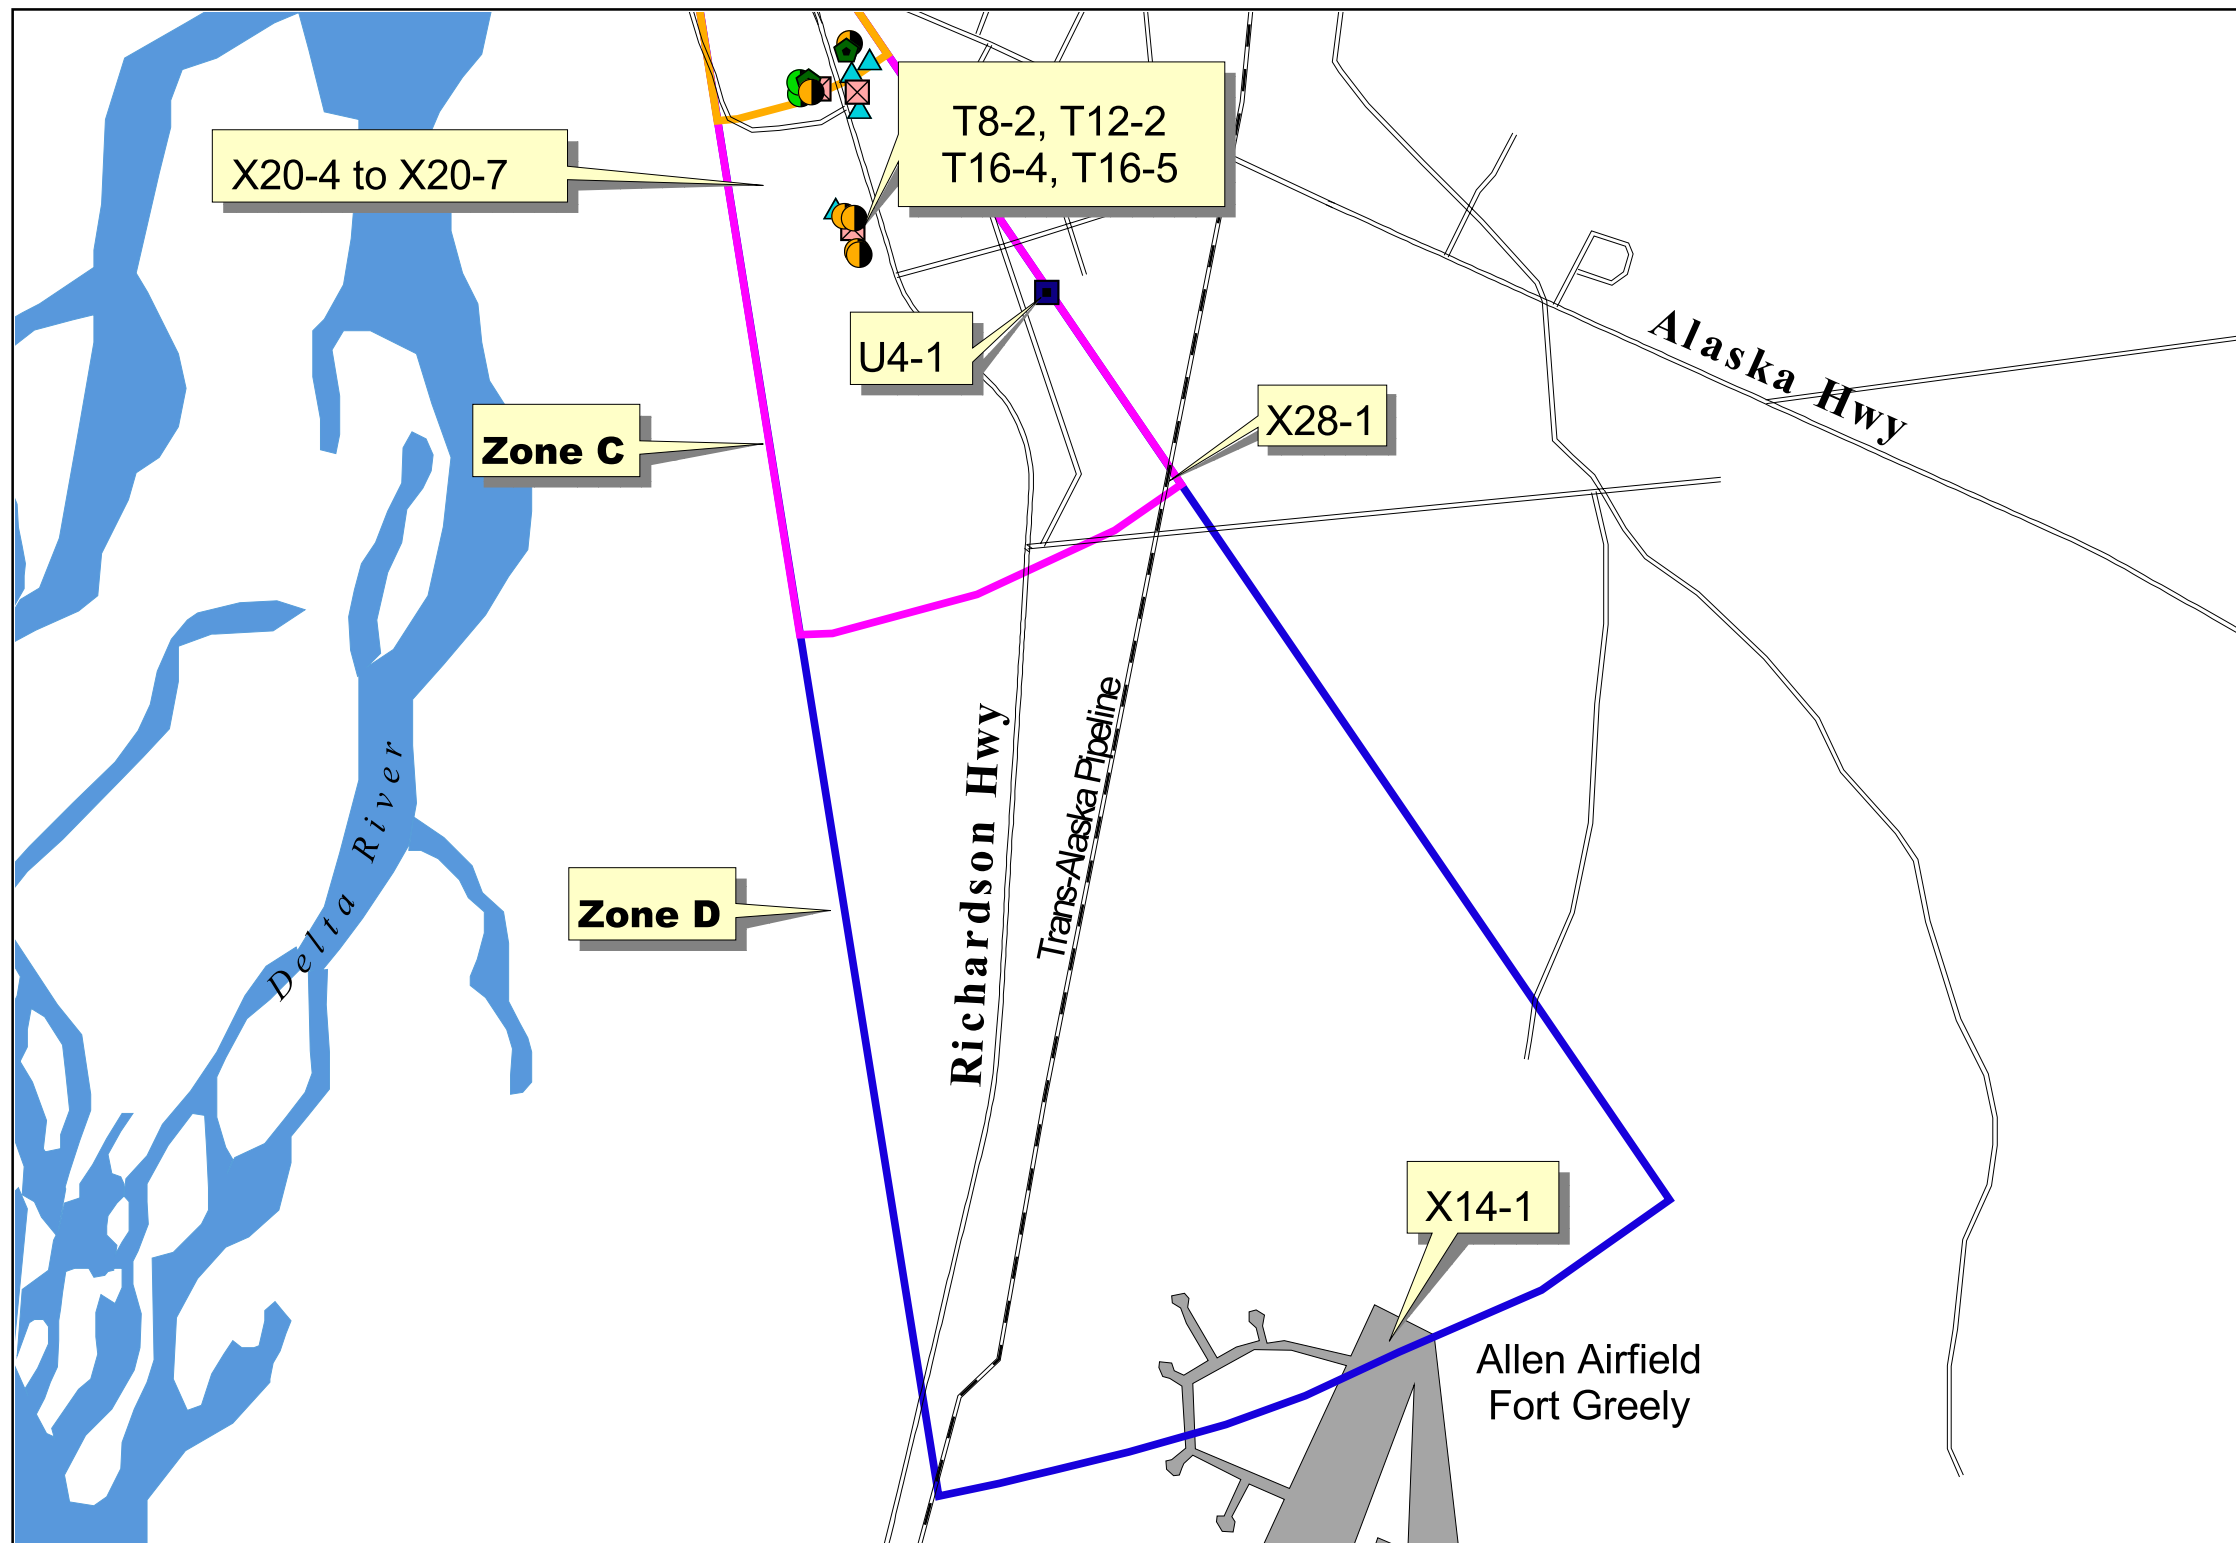 T8-2, T12-2
T16-4, T16-5
X20-4 to X20-7
U4-1
Alaska Hwy
X28-1
Zone C
Richardson Hwy
Trans-Alaska Pipeline
Delta River
Zone D
X14-1
Allen Airfield
Fort Greely